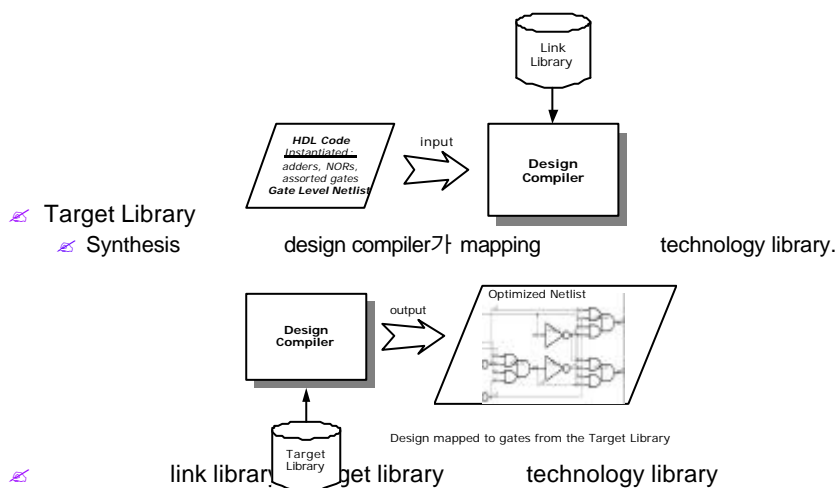 Link
Library
HDL Code
Instantiated:
adders, NORs,
assorted gates
Gate Level Netlist
input
Design
Compiler
Target Library
Synthesis design compiler가 mapping technology library.
Design
Compiler
output
Optimized Netlist
Target
Library
Design mapped to gates from the Target Library
link library get library technology library